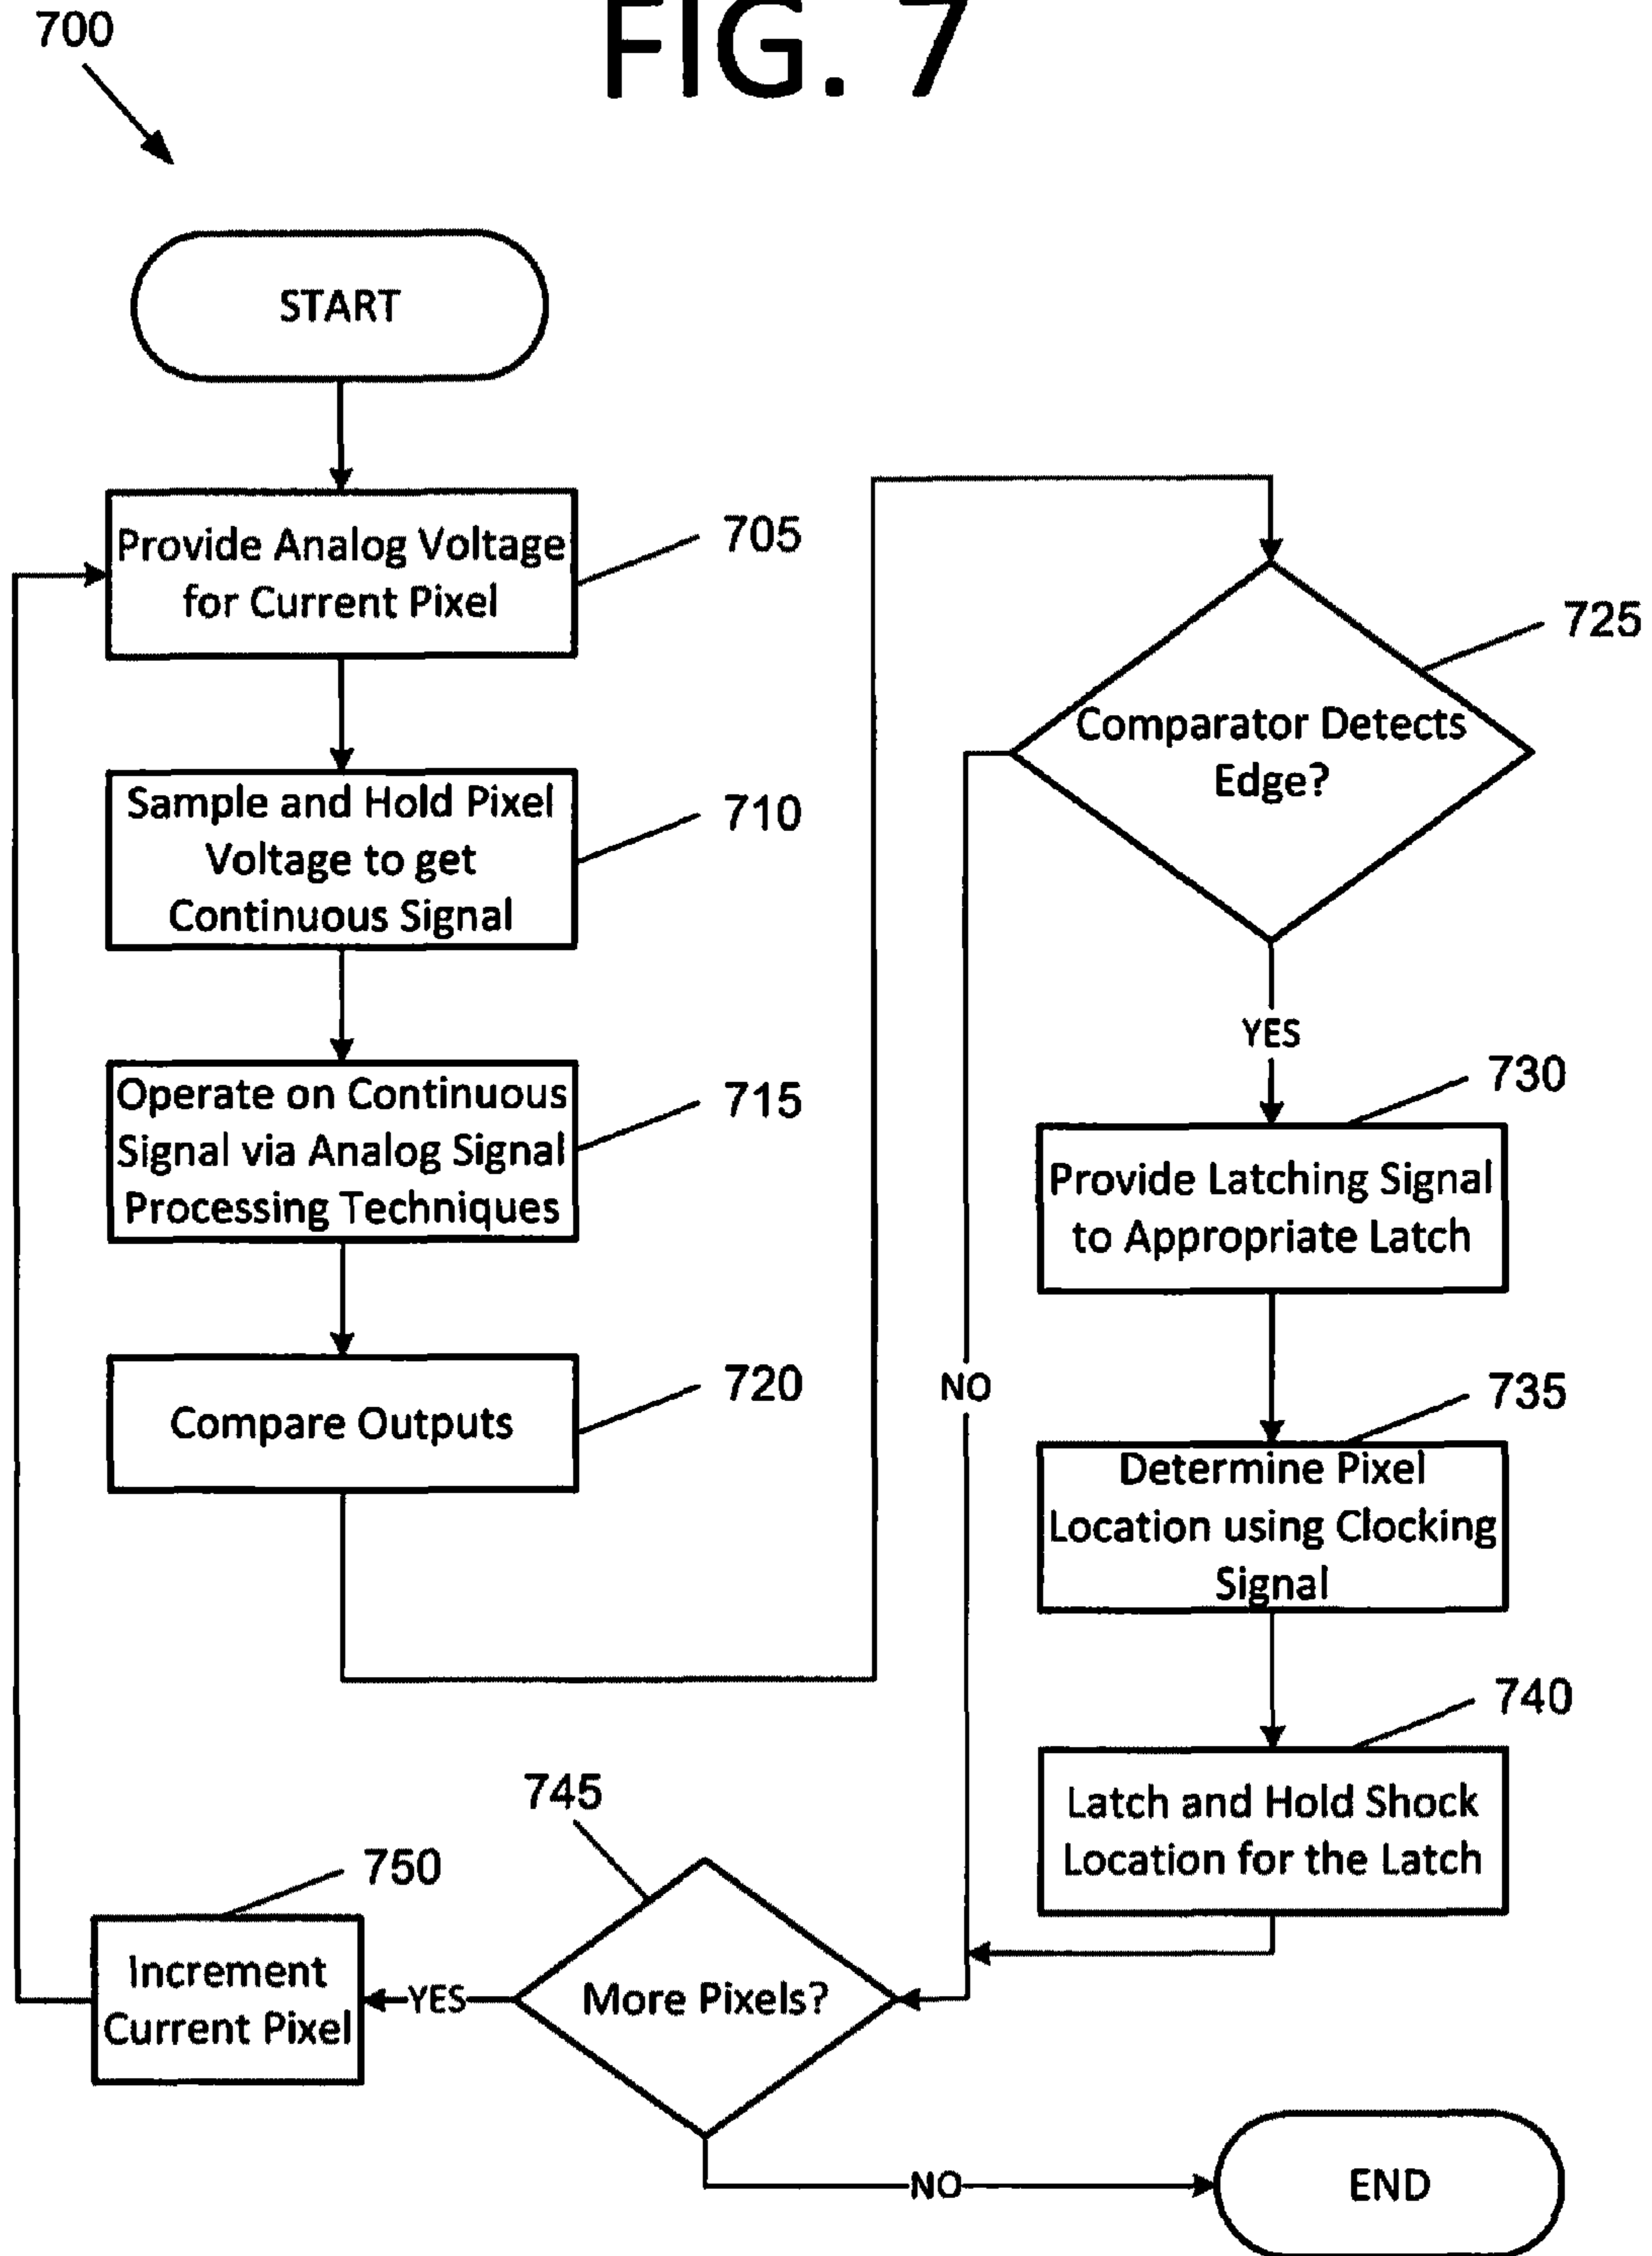 FIG. 7
700
START
Provide Analog Voltage
for Current Pixel
705
Sample and Hold Pixel
Voltage to get
Continuous Signal
710
Operate on Continuous
Signal via Analog Signal
Processing Techniques
715
Compare Outputs
720
Comparator Detects
Edge?
725
YES
NO
Provide Latching Signal
to Appropriate Latch
730
Determine Pixel
Location using Clocking
Signal
735
Latch and Hold Shock
Location for the Latch
740
More Pixels?
745
YES
Increment
Current Pixel
750
NO
END